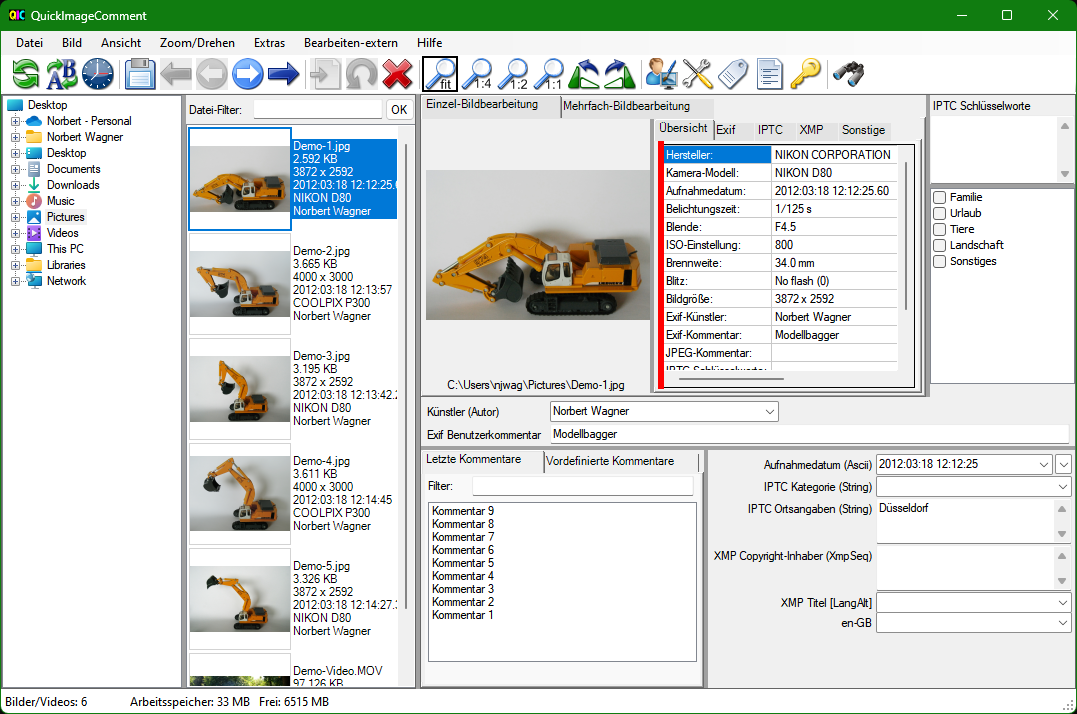 QIC QuickImageComment
Datei Bild Ansicht Zoom/Drehen Extras Bearbeiten-extern Hilfe
fit 1:4 1:2 1:1
Desktop
Norbert - Personal
Norbert Wagner
Desktop
Documents
Downloads
Music
Pictures
Videos
This PC
Libraries
Network
Datei-Filter: OK
Demo-1.jpg
2.592 KB
3872 x 2592
2012:03:18 12:12:25.6
NIKON D80
Norbert Wagner
Demo-2.jpg
3.665 KB
4000 x 3000
2012:03:18 12:13:57
COOLPIX P300
Norbert Wagner
Demo-3.jpg
3.195 KB
3872 x 2592
2012:03:18 12:13:42.2
NIKON D80
Norbert Wagner
Demo-4.jpg
3.611 KB
4000 x 3000
2012:03:18 12:14:45
COOLPIX P300
Norbert Wagner
Demo-5.jpg
3.326 KB
3872 x 2592
2012:03:18 12:14:27.3
NIKON D80
Norbert Wagner
Demo-Video.MOV
97.126 KB
Einzel-Bildbearbeitung Mehrfach-Bildbearbeitung
C:\Users\njwag\Pictures\Demo-1.jpg
Übersicht Exif IPTC XMP Sonstige
Hersteller: NIKON CORPORATION
Kamera-Modell: NIKON D80
Aufnahmedatum: 2012:03:18 12:12:25.60
Belichtungszeit: 1/125 s
Blende: F4.5
ISO-Einstellung: 800
Brennweite: 34.0 mm
Blitz: No flash (0)
Bildgröße: 3872 x 2592
Exif-Künstler: Norbert Wagner
Exif-Kommentar: Modellbagger
JPEG-Kommentar:
IPTC-Schlüsselworte:
IPTC Schlüsselworte
Familie
Urlaub
Tiere
Landschaft
Sonstiges
Künstler (Autor) Norbert Wagner
Exif Benutzerkommentar Modellbagger
Letzte Kommentare Vordefinierte Kommentare
Filter:
Kommentar 9
Kommentar 8
Kommentar 7
Kommentar 6
Kommentar 5
Kommentar 4
Kommentar 3
Kommentar 2
Kommentar 1
Aufnahmedatum (Ascii) 2012:03:18 12:12:25
IPTC Kategorie (String)
IPTC Ortsangaben (String) Düsseldorf
XMP Copyright-Inhaber (XmpSeq)
XMP Titel [LangAlt]
en-GB
Bilder/Videos: 6 Arbeitsspeicher: 33 MB Frei: 6515 MB